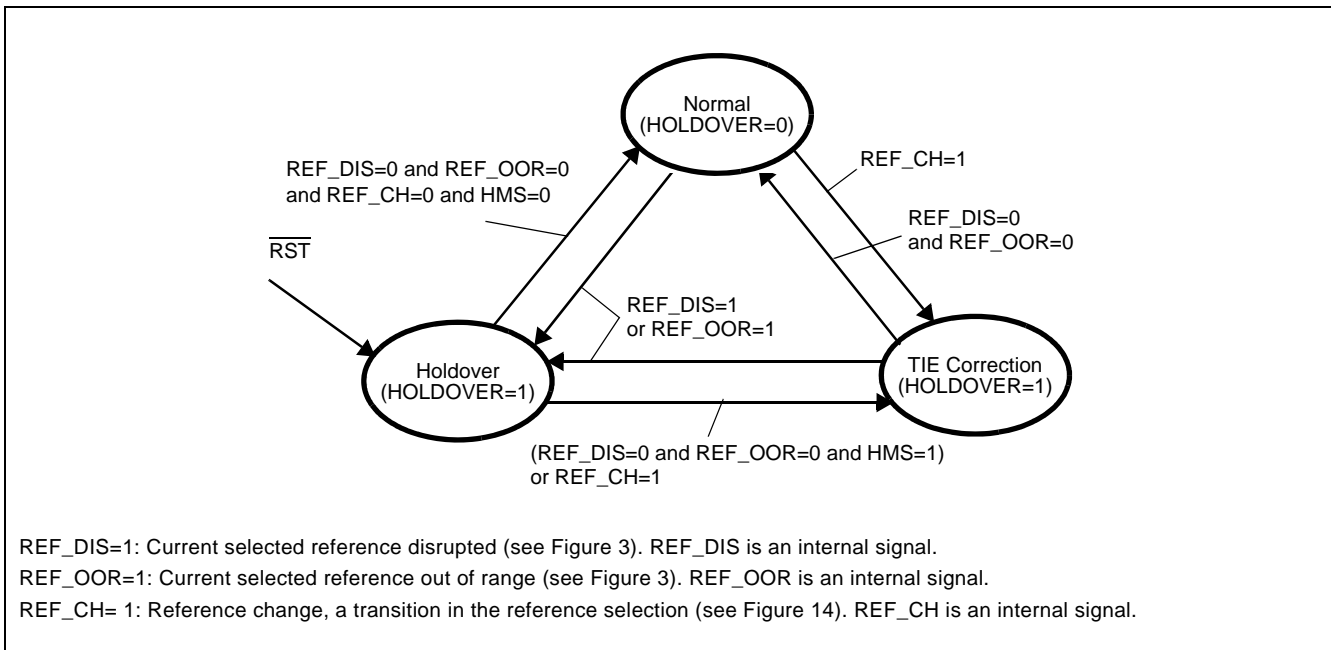 Normal
(HOLDOVER=0)
REF_DIS=0 and REF_OOR=0
and REF_CH=0 and HMS=0
REF_CH=1
REF_DIS=0
and REF_OOR=0
RST
REF_DIS=1
or REF_OOR=1
Holdover
(HOLDOVER=1)
TIE Correction
(HOLDOVER=1)
(REF_DIS=0 and REF_OOR=0 and HMS=1)
or REF_CH=1
REF_DIS=1: Current selected reference disrupted (see Figure 3). REF_DIS is an internal signal.
REF_OOR=1: Current selected reference out of range (see Figure 3). REF_OOR is an internal signal.
REF_CH= 1: Reference change, a transition in the reference selection (see Figure 14). REF_CH is an internal signal.